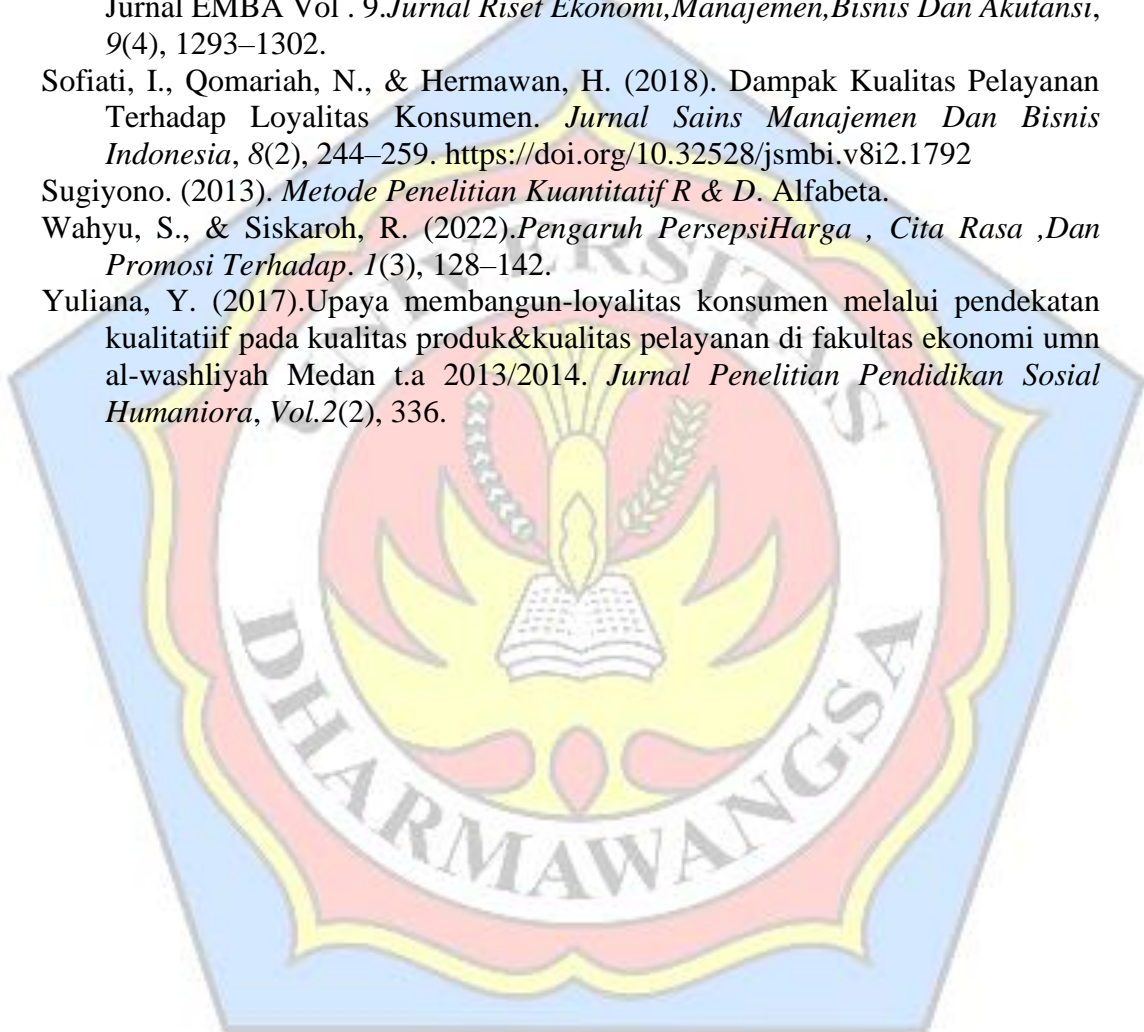 Jurnal EMBA Vol . 9.Jurnal Riset Ekonomi,Manajemen,Bisnis Dan Akutansi,
9(4), 1293–1302.
Sofiati, I., Qomariah, N., & Hermawan, H. (2018). Dampak Kualitas Pelayanan
Terhadap Loyalitas Konsumen. Jurnal Sains Manajemen Dan Bisnis
Indonesia, 8(2), 244–259. https://doi.org/10.32528/jsmbi.v8i2.1792
Sugiyono. (2013). Metode Penelitian Kuantitatif R & D. Alfabeta.
Wahyu, S., & Siskaroh, R. (2022).Pengaruh PersepsiHarga , Cita Rasa ,Dan
Promosi Terhadap. 1(3), 128–142.
Yuliana, Y. (2017).Upaya membangun-loyalitas konsumen melalui pendekatan
kualitatiif pada kualitas produk&kualitas pelayanan di fakultas ekonomi umn
al-washliyah Medan t.a 2013/2014. Jurnal Penelitian Pendidikan Sosial
Humaniora, Vol.2(2), 336.
UNIVERSITAS
DHARMAWANGSA